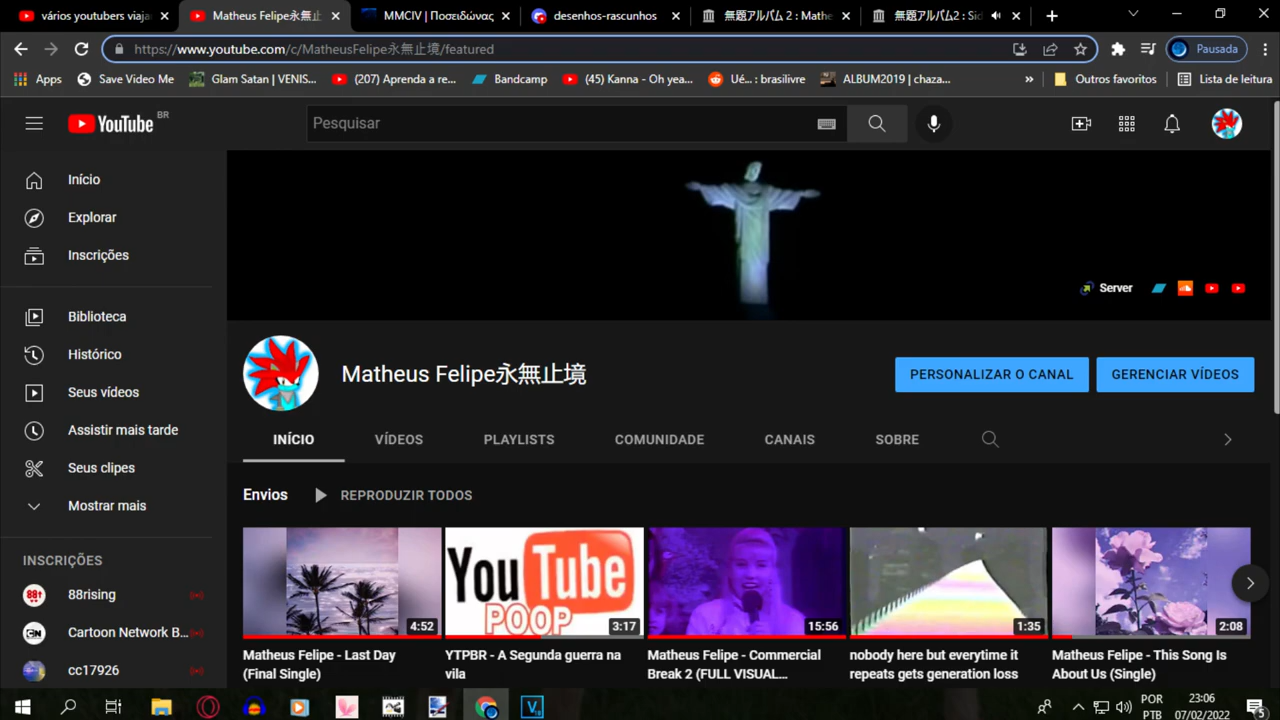 vários youtubers viaja
Matheus Felipe永無止境
MMCIV | Ποσειδώνας
desenhos-rascunhos
無題アルバム 2 : Mathe
無題アルバム2 : Sid
https://www.youtube.com/c/MatheusFelipe永無止境/featured
Pausada
Apps
Save Video Me
Glam Satan | VENIS...
(207) Aprenda a re...
Bandcamp
(45) Kanna - Oh yea...
Ué... : brasilivre
ALBUM2019 | chaza...
»
Outros favoritos
Lista de leitura
YouTube BR
Pesquisar
Início
Explorar
Inscrições
Biblioteca
Histórico
Seus vídeos
Assistir mais tarde
Seus clipes
Mostrar mais
INSCRIÇÕES
88rising
Cartoon Network B...
cc17926
Server
Matheus Felipe永無止境
PERSONALIZAR O CANAL
GERENCIAR VÍDEOS
INÍCIO
VÍDEOS
PLAYLISTS
COMUNIDADE
CANAIS
SOBRE
Envios
REPRODUZIR TODOS
4:52
Matheus Felipe - Last Day
(Final Single)
YouTube
POOP
3:17
YTPBR - A Segunda guerra na
vila
15:56
Matheus Felipe - Commercial
Break 2 (FULL VISUAL...
1:35
nobody here but everytime it
repeats gets generation loss
2:08
Matheus Felipe - This Song Is
About Us (Single)
POR
PTB
23:06
07/02/2022
5